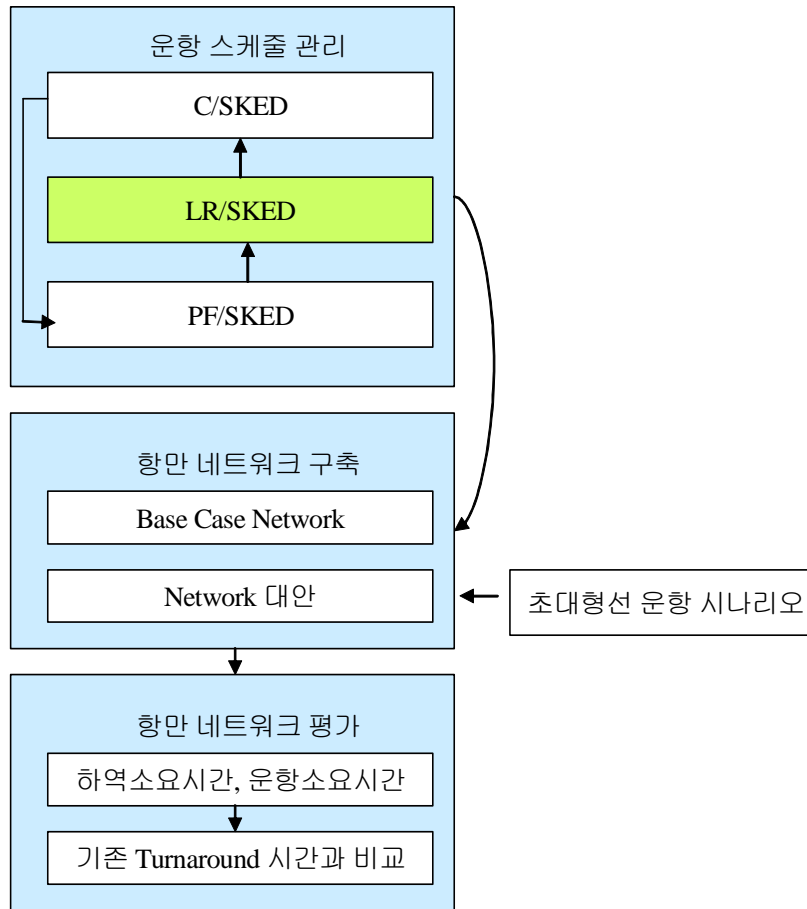 운항 스케줄 관리
C/SKED
LR/SKED
PF/SKED
항만 네트워크 구축
Base Case Network
Network 대안
초대형선 운항 시나리오
항만 네트워크 평가
하역소요시간, 운항소요시간
기존 Turnaround 시간과 비교